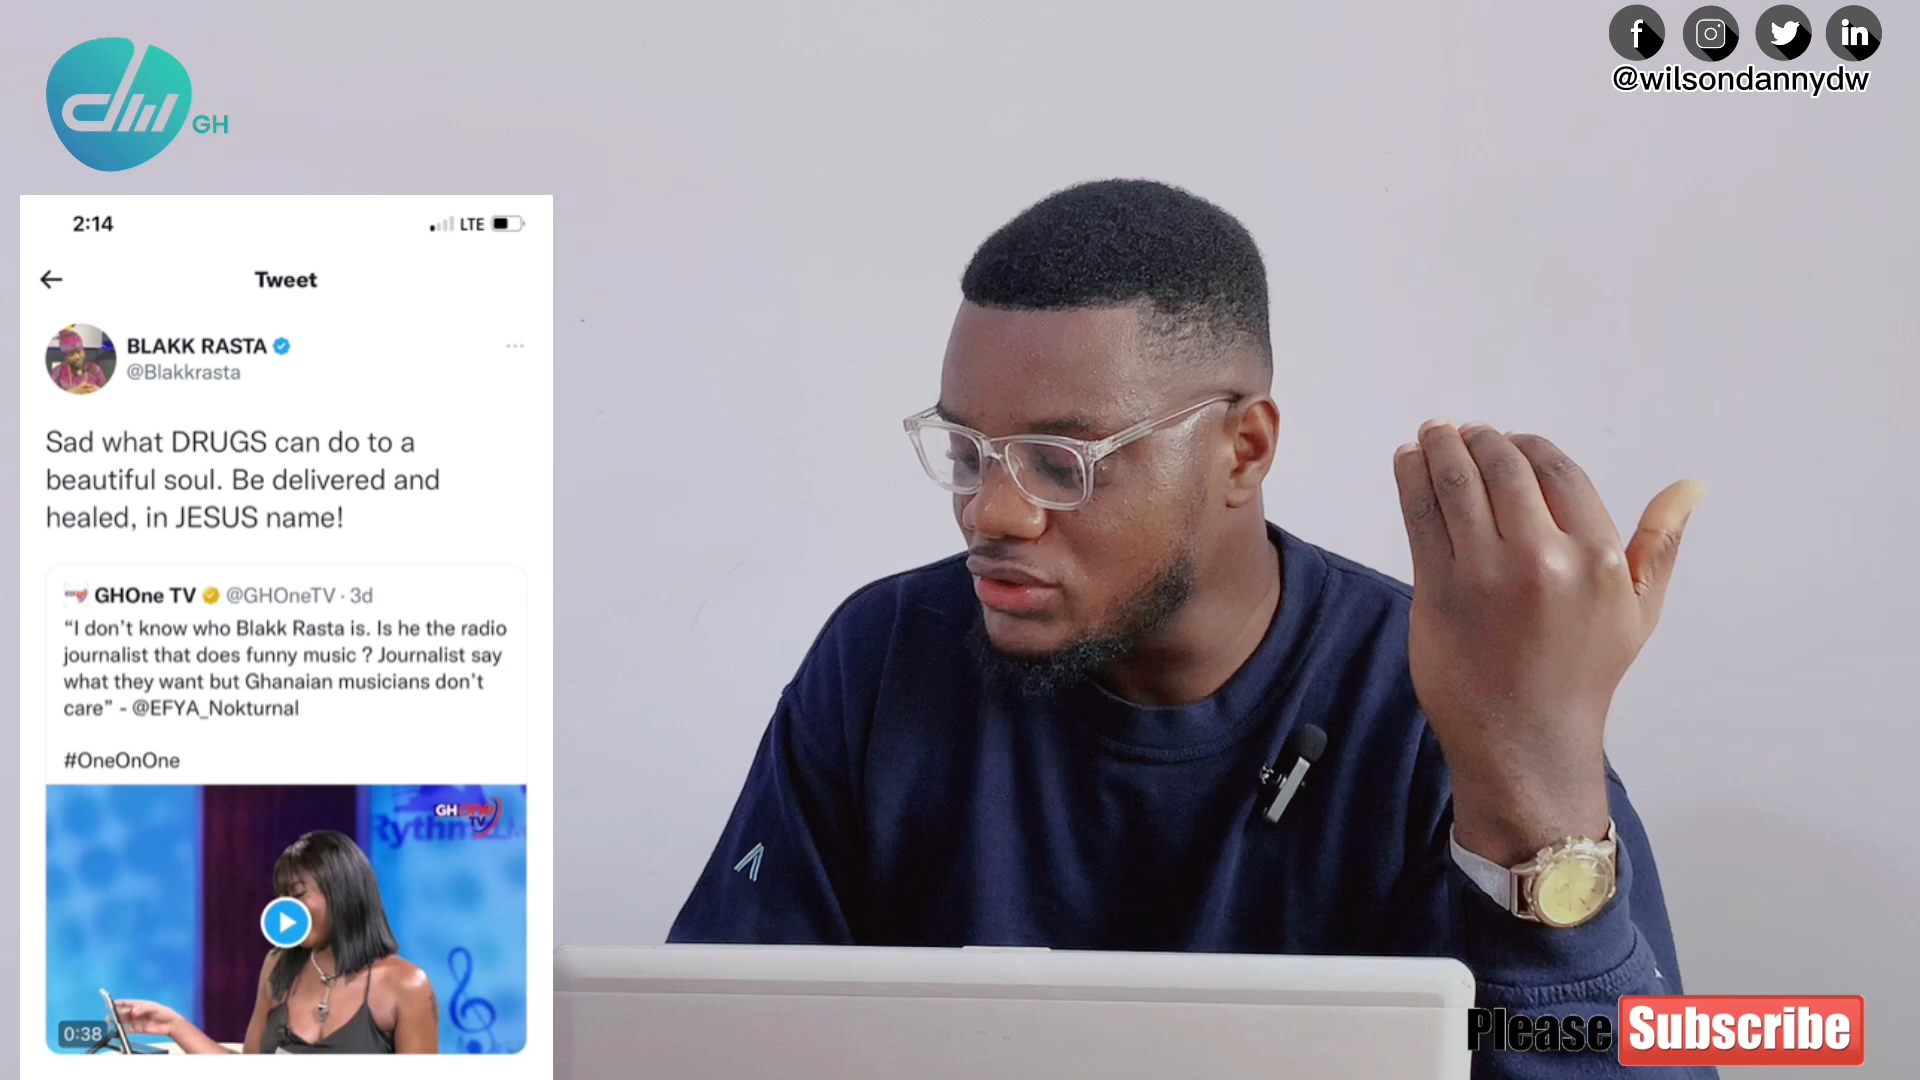 dw GH
@wilsondannydw
2:14
LTE
Tweet
BLAKK RASTA
@Blakkrasta
Sad what DRUGS can do to a
beautiful soul. Be delivered and
healed, in JESUS name!
GHOne TV @GHOneTV · 3d
“I don’t know who Blakk Rasta is. Is he the radio
journalist that does funny music ? Journalist say
what they want but Ghanaian musicians don’t
care” - @EFYA_Nokturnal
#OneOnOne
GHOne
TV
0:38
Please Subscribe